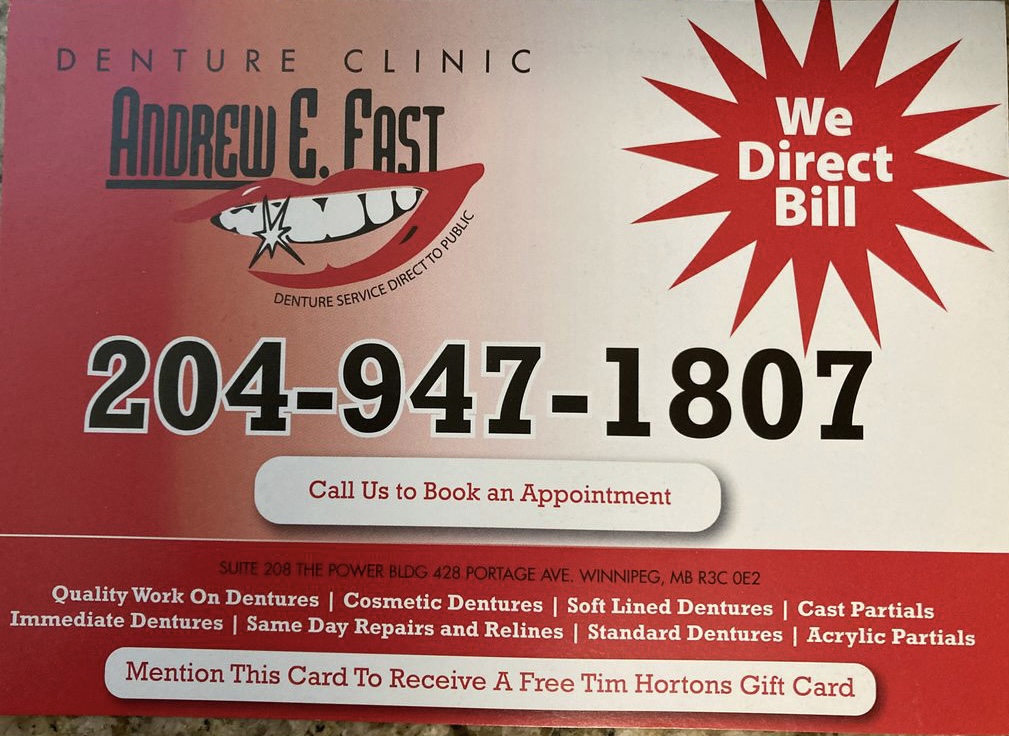 DENTURE CLINIC
ANDREW E. FAST
DENTURE SERVICE DIRECT TO PUBLIC
We
Direct
Bill
204-947-1807
Call Us to Book an Appointment
SUITE 208 THE POWER BLDG 428 PORTAGE AVE. WINNIPEG, MB R3C 0E2
Quality Work On Dentures | Cosmetic Dentures | Soft Lined Dentures | Cast Partials
Immediate Dentures | Same Day Repairs and Relines | Standard Dentures | Acrylic Partials
Mention This Card To Receive A Free Tim Hortons Gift Card